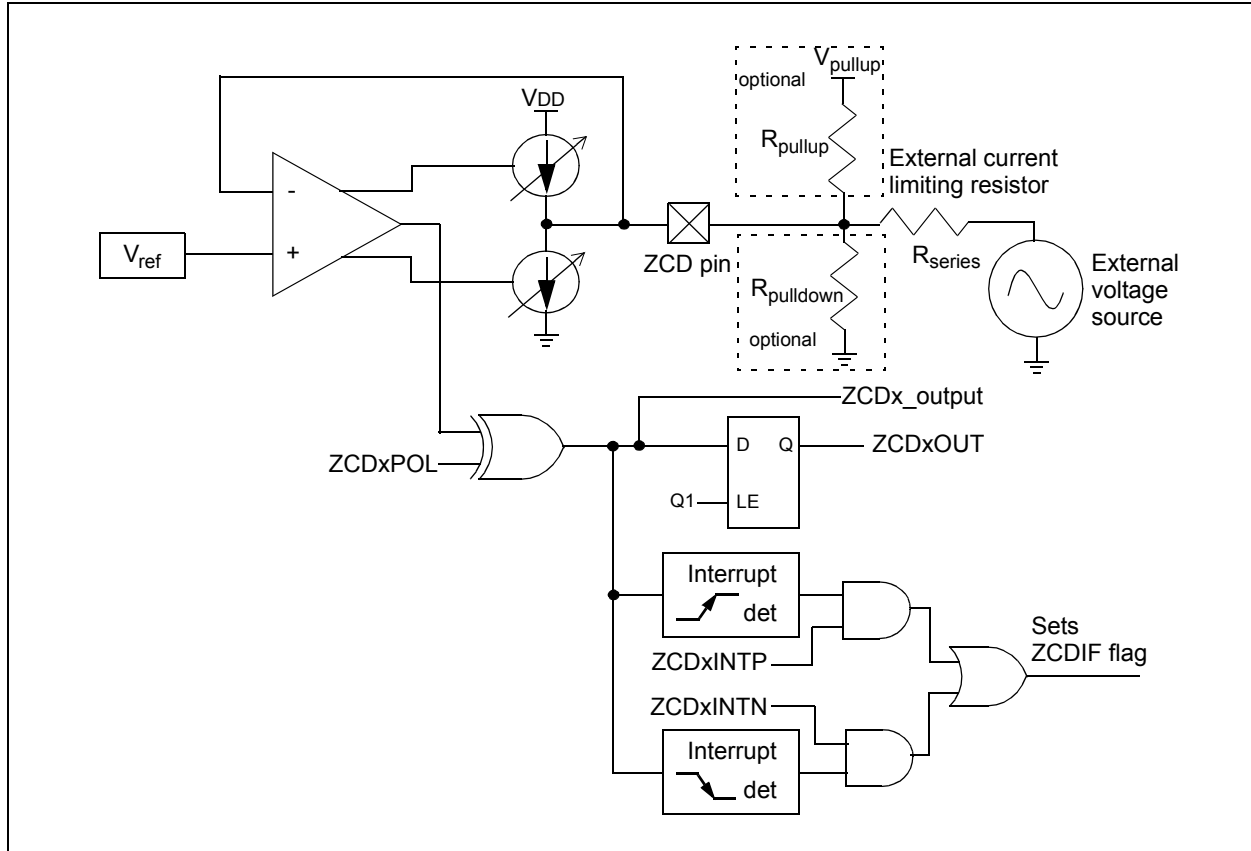 Vpullup
optional
VDD
Rpullup
External current
limiting resistor
-
+
Vref
ZCD pin
Rseries
Rpulldown
External
voltage
source
optional
ZCDx_output
D Q
ZCDxOUT
ZCDxPOL
Q1
LE
Interrupt
det
Sets
ZCDIF flag
ZCDxINTP
ZCDxINTN
Interrupt
det